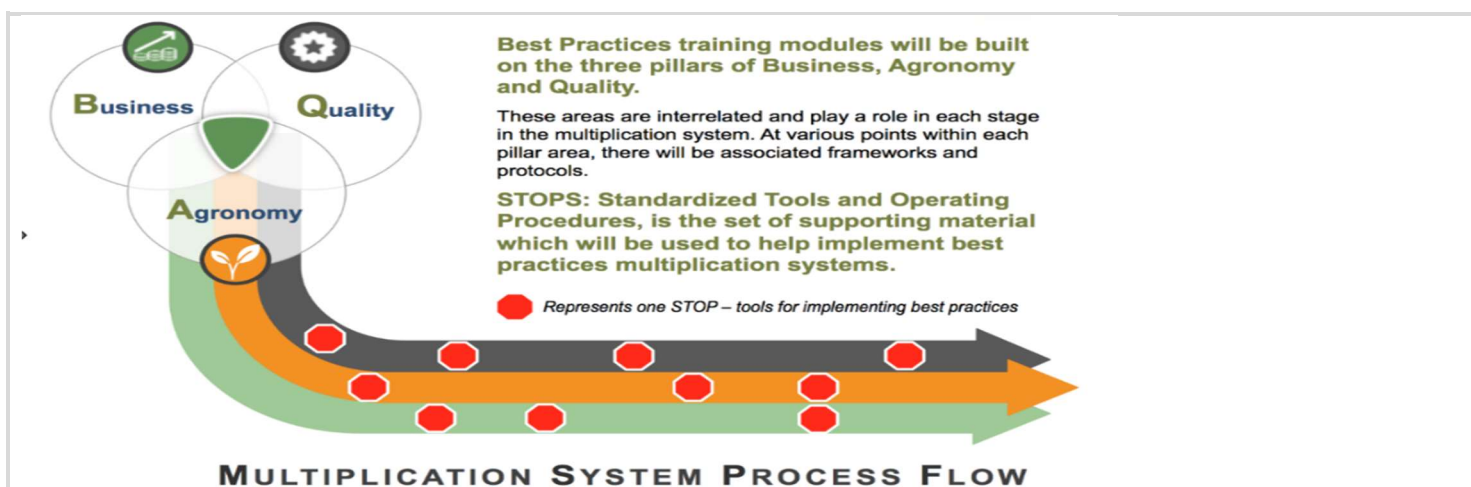 Business
Quality
Agronomy
Best Practices training modules will be built
on the three pillars of Business, Agronomy
and Quality.
These areas are interrelated and play a role in each stage
in the multiplication system. At various points within each
pillar area, there will be associated frameworks and
protocols.
STOPS: Standardized Tools and Operating
Procedures, is the set of supporting material
which will be used to help implement best
practices multiplication systems.
Represents one STOP – tools for implementing best practices
MULTIPLICATION SYSTEM PROCESS FLOW